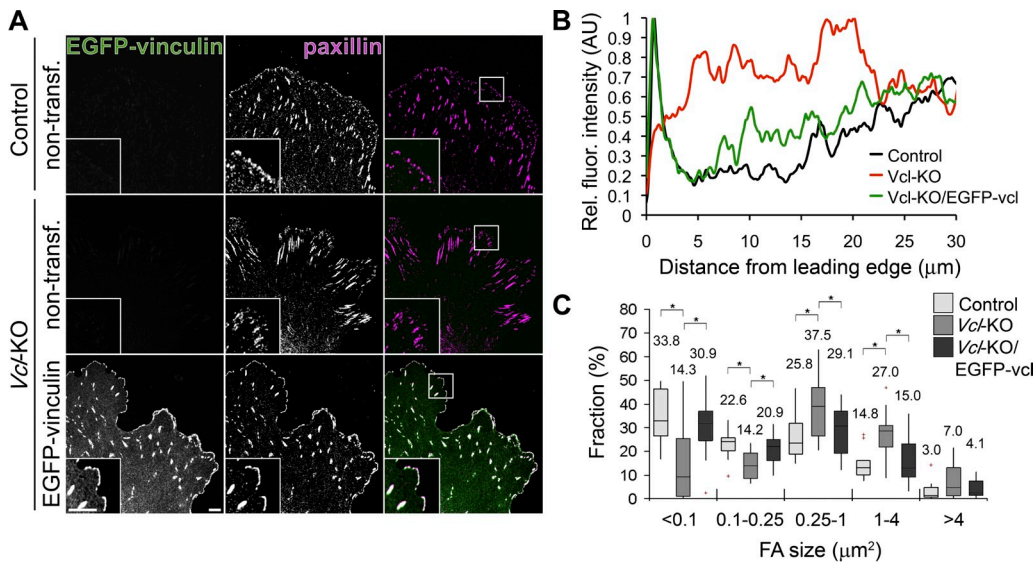 A
EGFP-vinculin
paxillin
Control
non-transf.
Vcl-KO
non-transf.
EGFP-vinculin
B
Rel. fluor. intensity (AU)
1
0.9
0.8
0.7
0.6
0.5
0.4
0.3
0.2
0.1
0
0 5 10 15 20 25 30
Distance from leading edge (μm)
Control
Vcl-KO
Vcl-KO/EGFP-vcl
C
Fraction (%)
80
70
60
50
40
30
20
10
0
* * * * * * * *
33.8 14.3 30.9
22.6 14.2 20.9
25.8 37.5 29.1
14.8 27.0 15.0
3.0 7.0 4.1
<0.1 0.1-0.25 0.25-1 1-4 >4
FA size (μm²)
Control
Vcl-KO
Vcl-KO/
EGFP-vcl